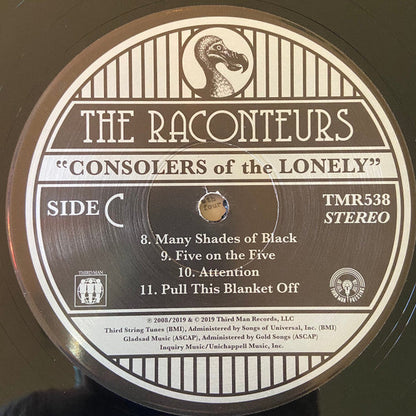 THE RACONTEURS
"CONSOLERS of the LONELY"
SIDE C
TMR538
STEREO
8. Many Shades of Black
9. Five on the Five
10. Attention
11. Pull This Blanket Off
THIRD MAN
℗ 2008/2019 & © 2019 Third Man Records, LLC
Third String Tunes (BMI), Administered by Songs of Universal, Inc. (BMI)
Gladsad Music (ASCAP), Administered by Gold Songs (ASCAP)
Inquiry Music/Unichappell Music, Inc.